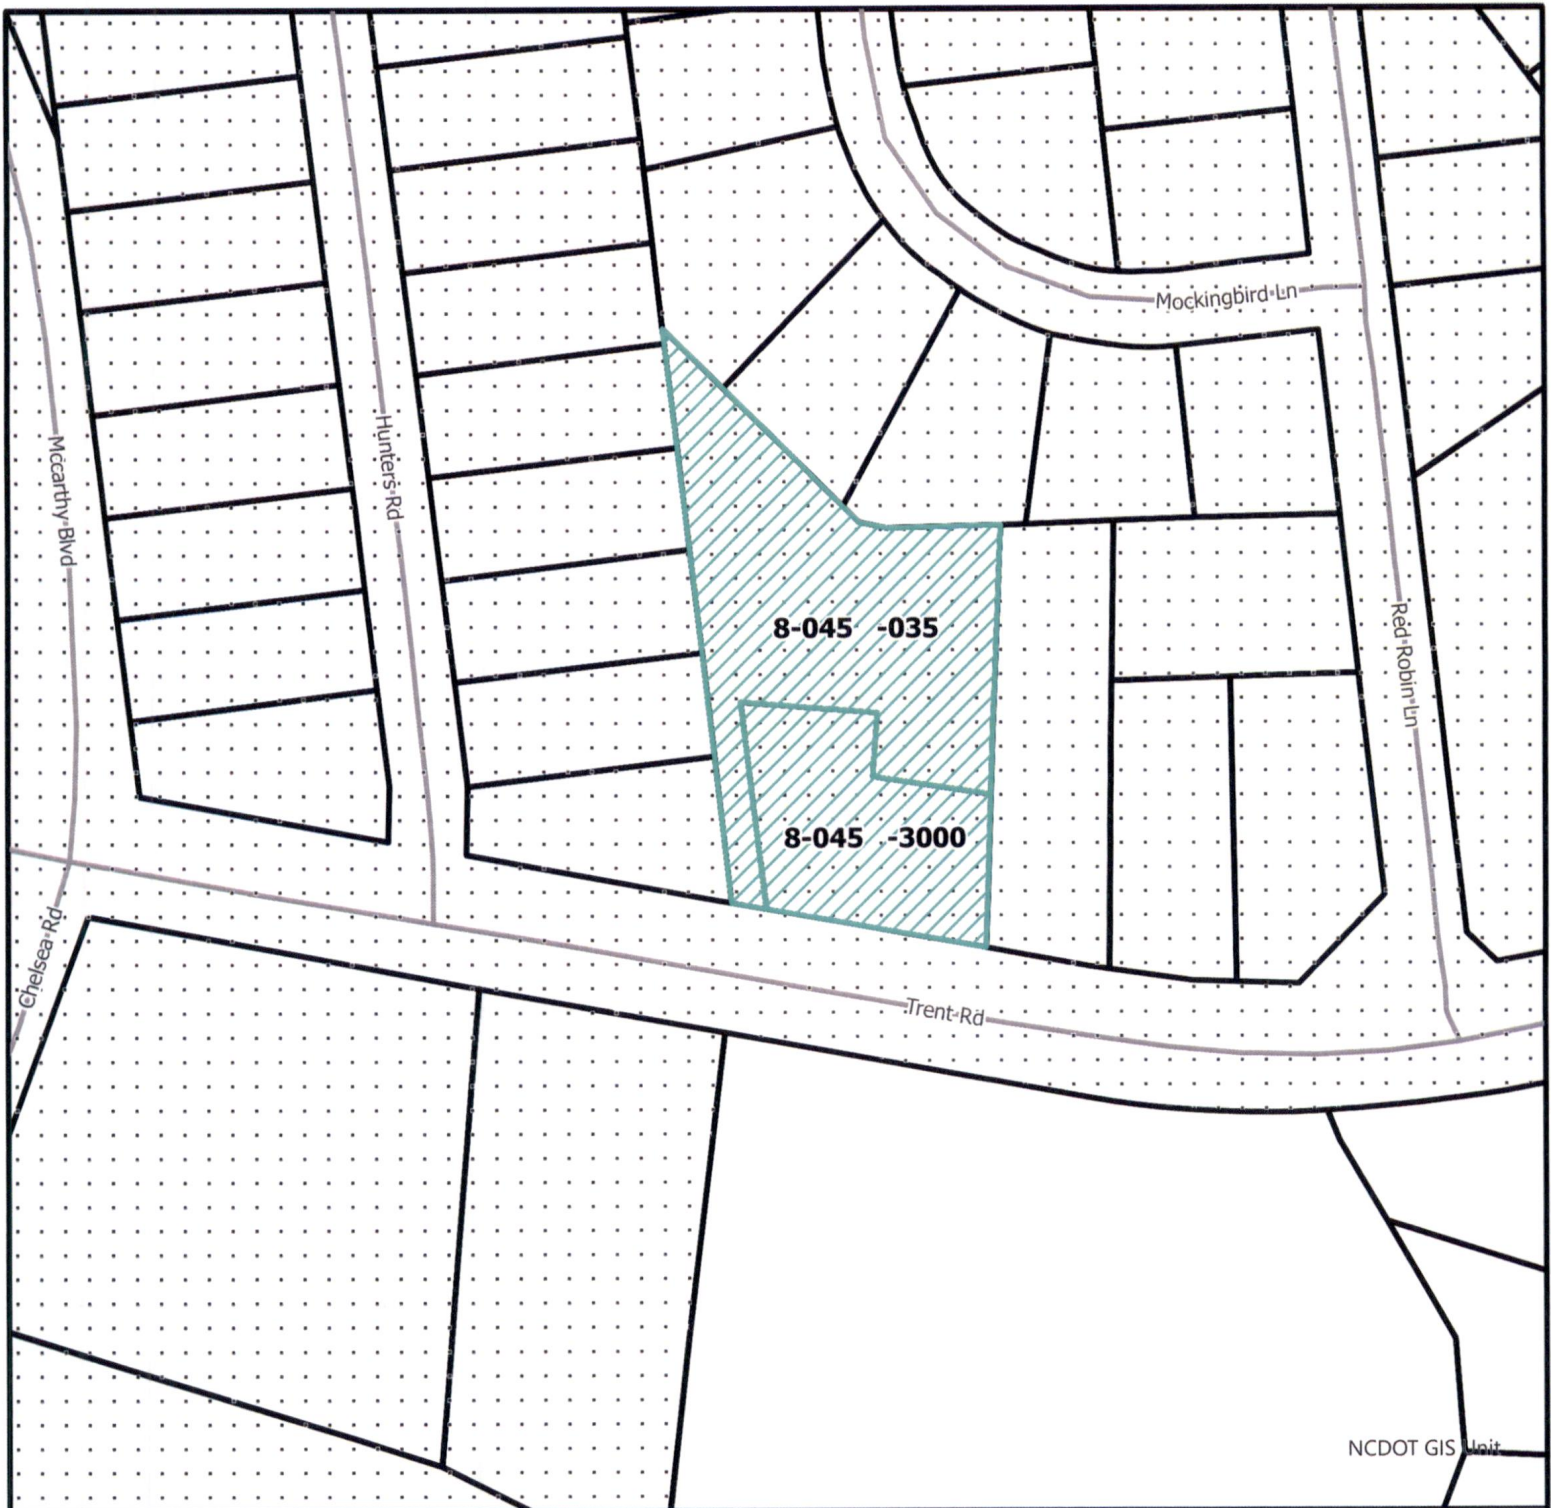 Mockingbird Ln
Mccarthy Blvd
Hunters Rd
8-045 -035
Red Robin Ln
8-045 -3000
Chelsea Rd
Trent Rd
NCDOT GIS Unit